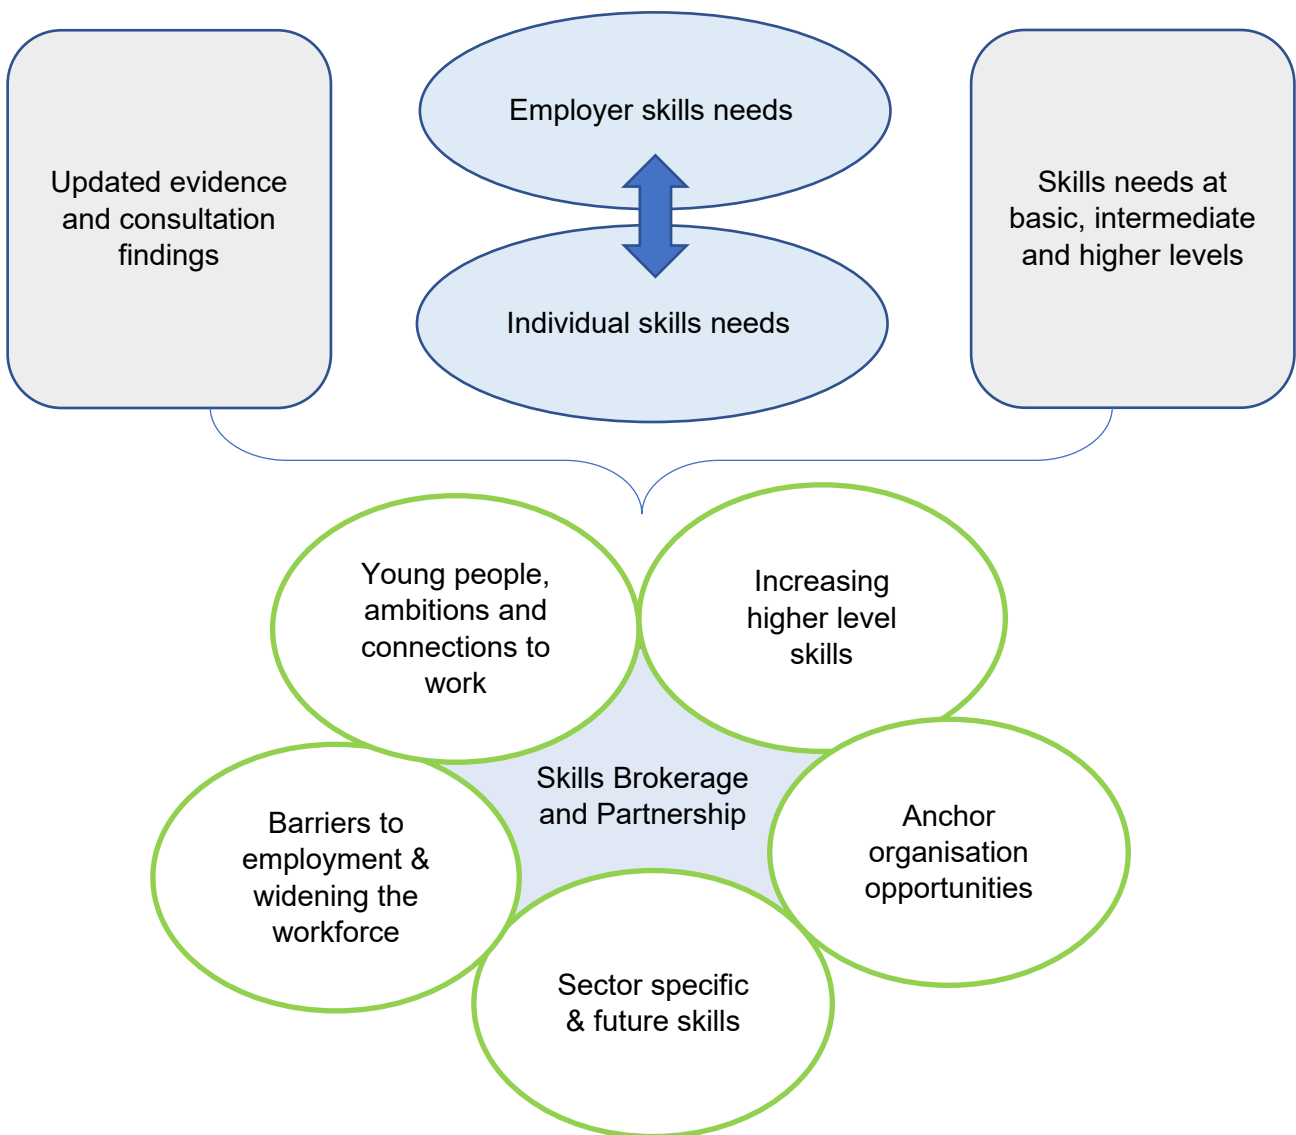 Updated evidence
and consultation
findings
Employer skills needs
Individual skills needs
Skills needs at
basic, intermediate
and higher levels
Young people,
ambitions and
connections to
work
Increasing
higher level
skills
Skills Brokerage
and Partnership
Barriers to
employment &
widening the
workforce
Anchor
organisation
opportunities
Sector specific
& future skills